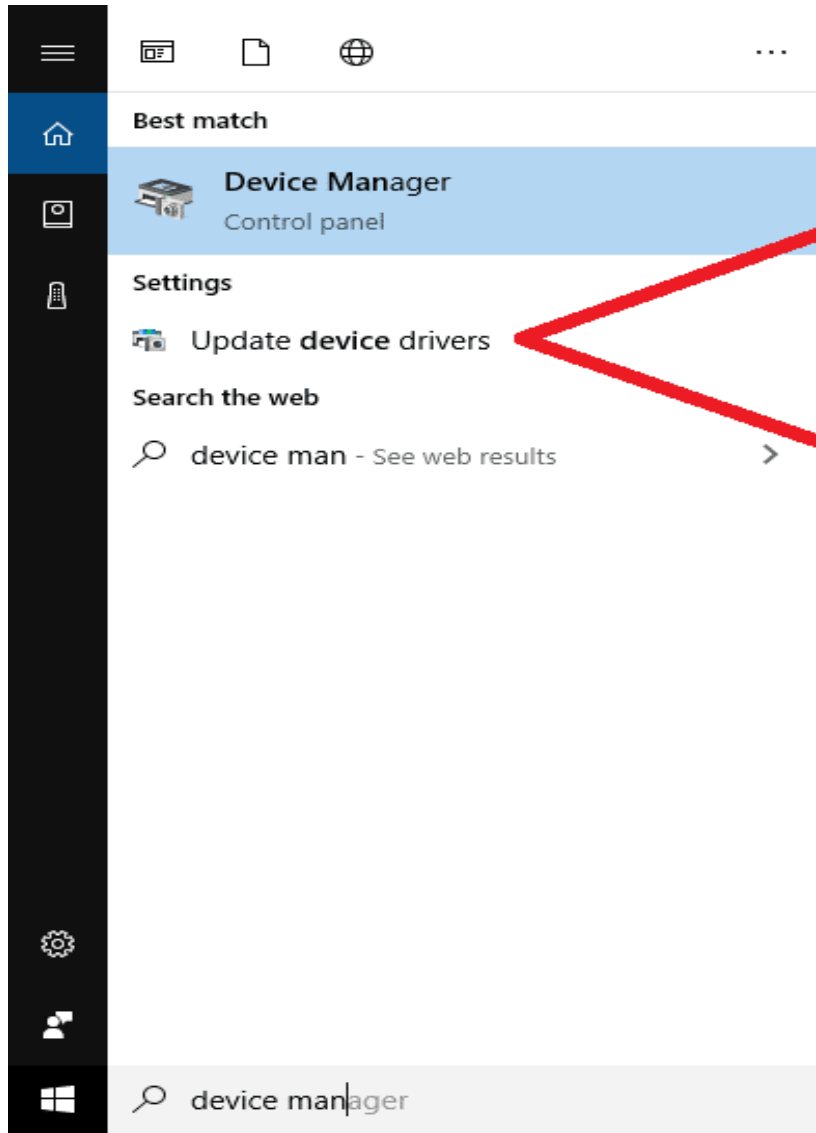 ...
Best match
Device Manager
Control panel
Settings
Update device drivers
Search the web
device man - See web results
device manager